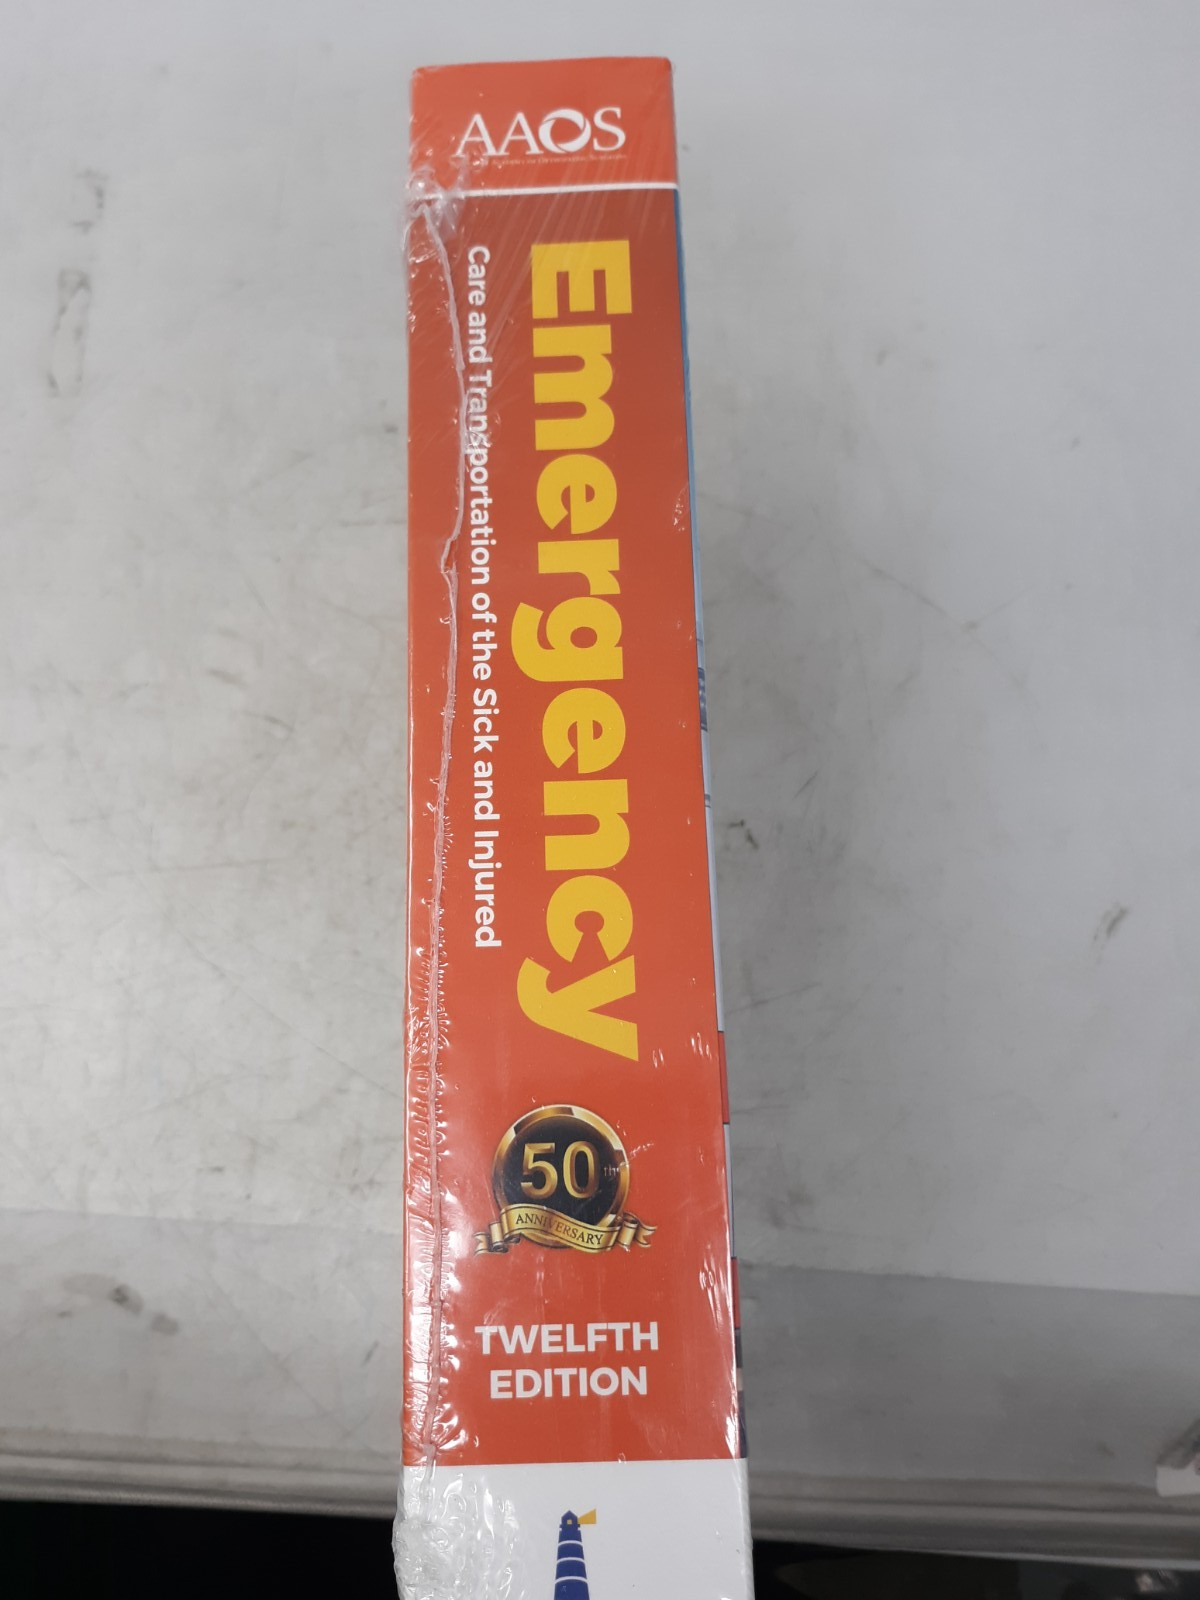 AAOS
Emergency
Care and Transportation of the Sick and Injured
50TH
ANNIVERSARY
TWELFTH
EDITION